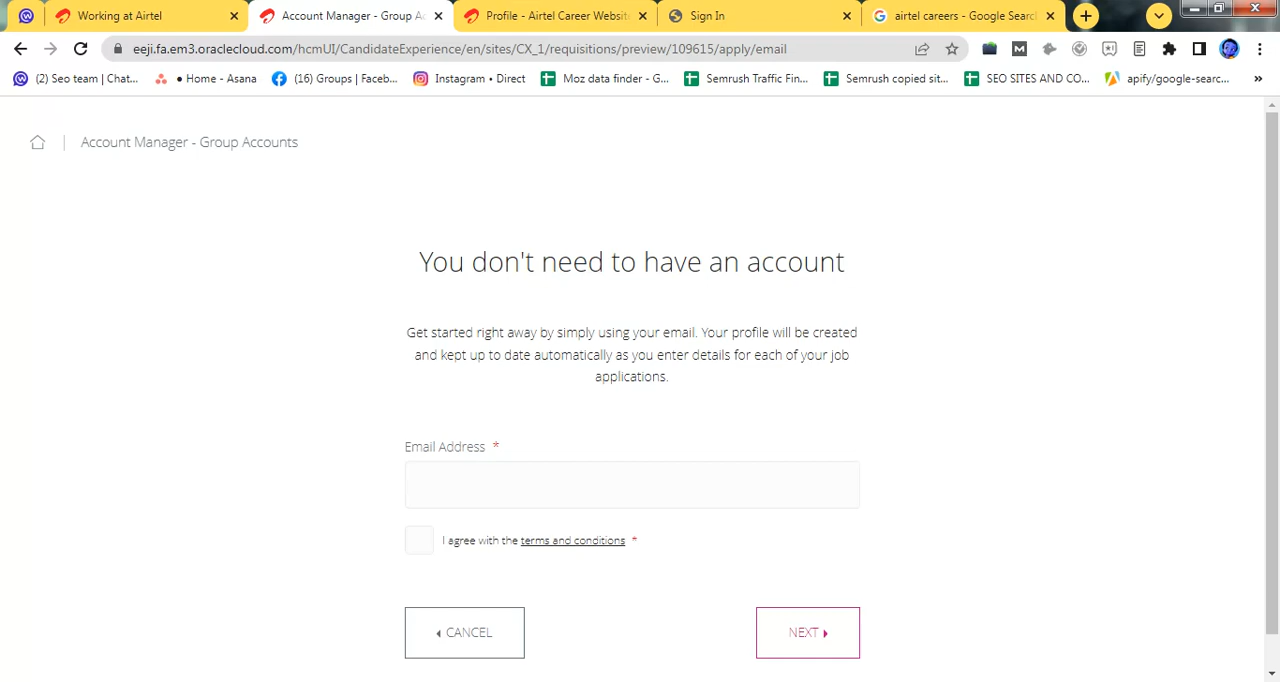 Working at Airtel
Account Manager - Group Ac
Profile - Airtel Career Website
Sign In
airtel careers - Google Search
eeji.fa.em3.oraclecloud.com/hcmUI/CandidateExperience/en/sites/CX_1/requisitions/preview/109615/apply/email
(2) Seo team | Chat...
• Home - Asana
(16) Groups | Faceb...
Instagram • Direct
Moz data finder - G...
Semrush Traffic Fin...
Semrush copied sit...
SEO SITES AND CO...
apify/google-searc...
»
Account Manager - Group Accounts
You don't need to have an account
Get started right away by simply using your email. Your profile will be created
and kept up to date automatically as you enter details for each of your job
applications.
Email Address *
I agree with the terms and conditions *
CANCEL
NEXT